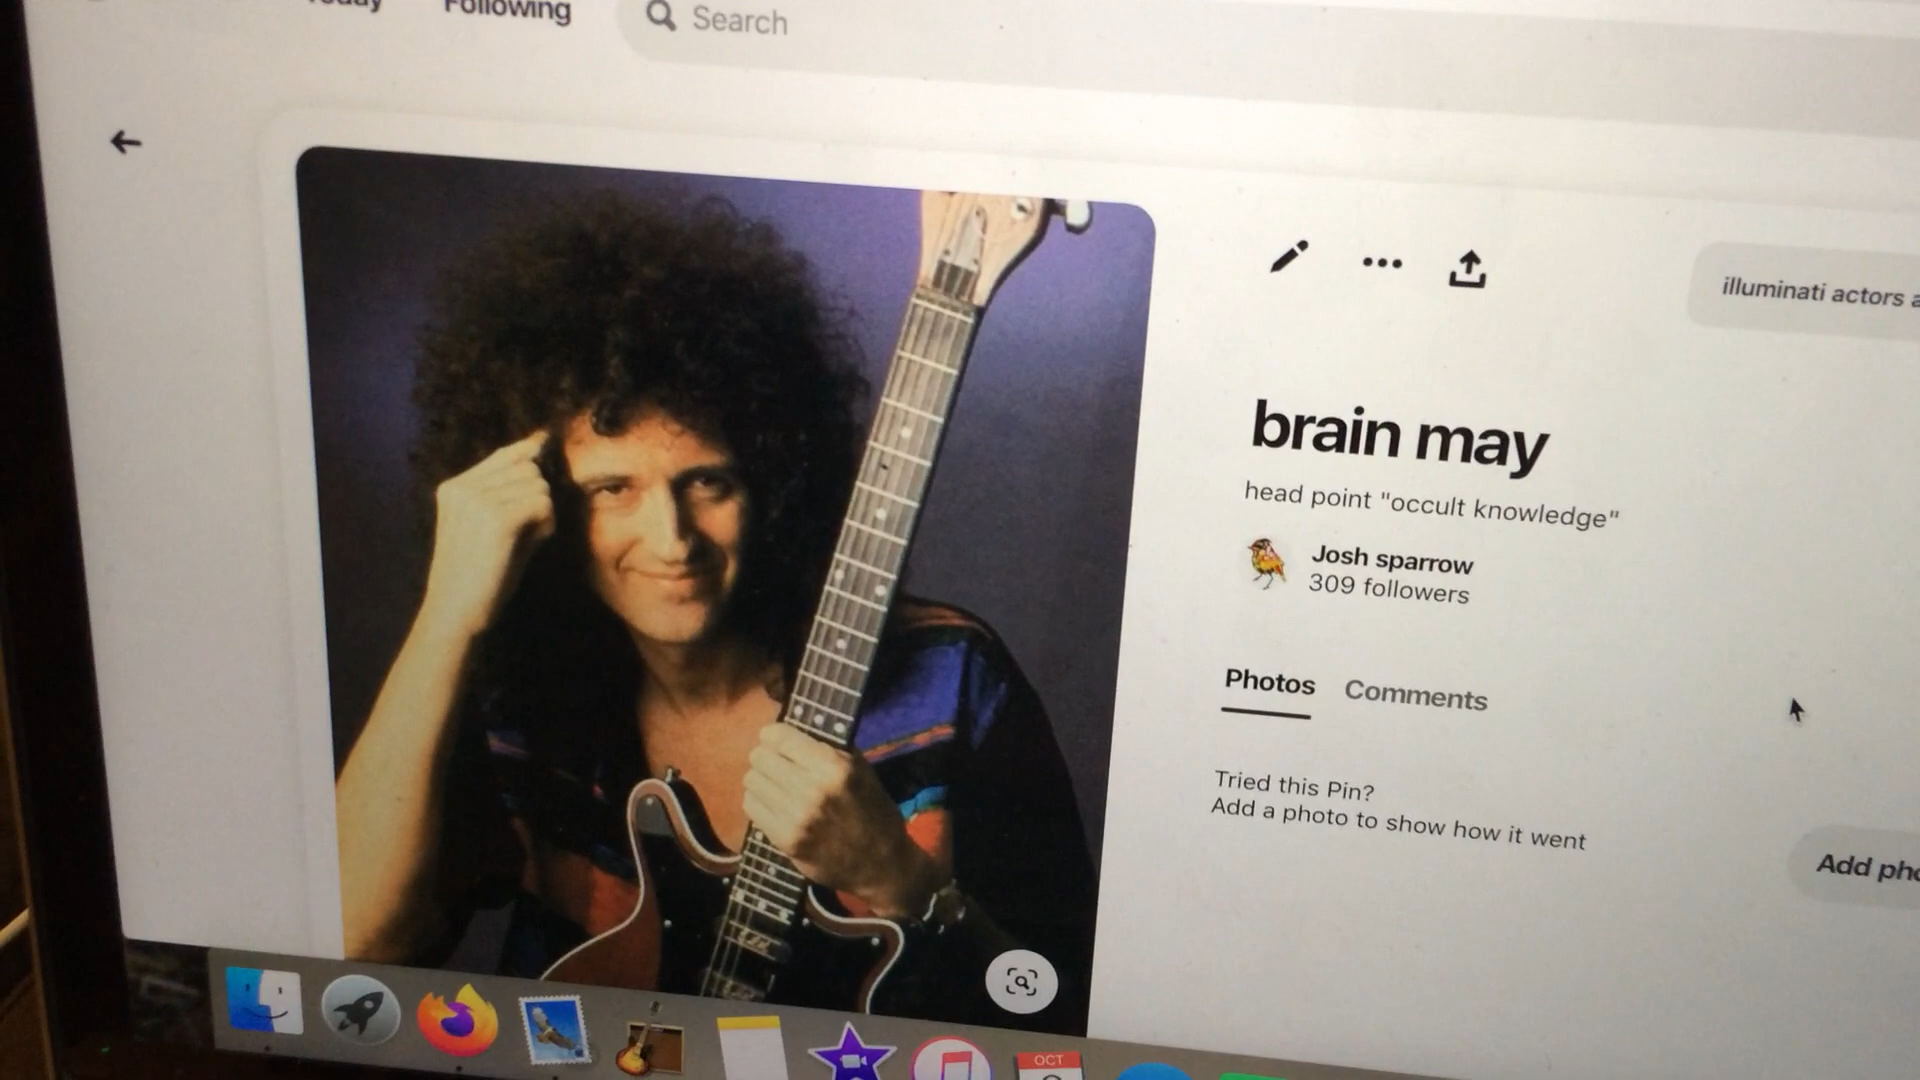 Following
Search
illuminati actors a
brain may
head point "occult knowledge"
Josh sparrow
309 followers
Photos Comments
Tried this Pin?
Add a photo to show how it went
Add pho
OCT